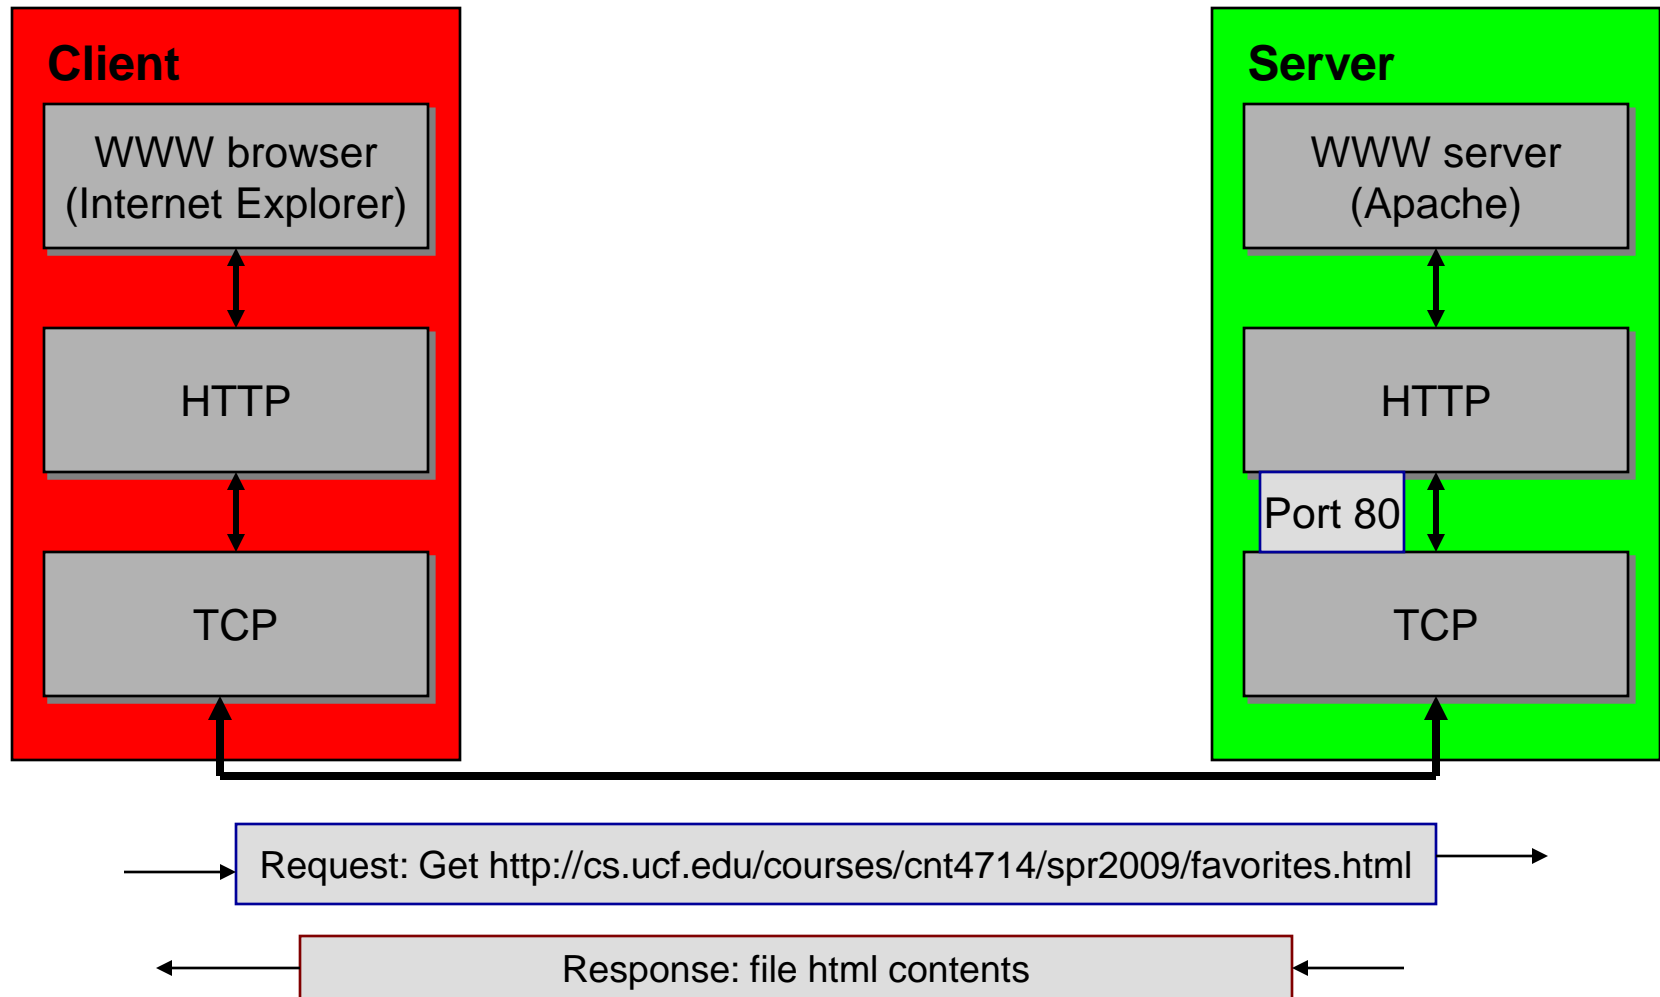 Client
WWW browser
(Internet Explorer)
HTTP
TCP
Server
WWW server
(Apache)
HTTP
Port 80
TCP
Request: Get http://cs.ucf.edu/courses/cnt4714/spr2009/favorites.html
Response: file html contents